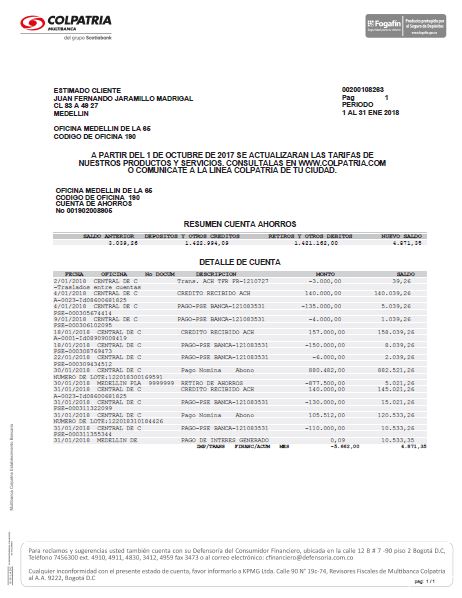 COLPATRIA
MULTIBANCA
del grupo Scotiabank
Fogafín
Producto protegido por
el Seguro de Depósitos
www.fogafin.gov.co
ESTIMADO CLIENTE
JUAN FERNANDO JARAMILLO MADRIGAL
CL 83 A 49 27
MEDELLIN
00200108263
Pag 1
PERIODO
1 AL 31 ENE 2018
OFICINA MEDELLIN DE LA 65
CODIGO DE OFICINA 190
A PARTIR DEL 1 DE OCTUBRE DE 2017 SE ACTUALIZARAN LAS TARIFAS DE
NUESTROS PRODUCTOS Y SERVICIOS. CONSULTALAS EN WWW.COLPATRIA.COM
O COMUNICATE A LA LINEA COLPATRIA DE TU CIUDAD.
OFICINA MEDELLIN DE LA 65
CODIGO DE OFICINA 190
CUENTA DE AHORROS
No 001902008905
RESUMEN CUENTA AHORROS
SALDO ANTERIOR DEPOSITOS Y OTROS CREDITOS RETIROS Y OTROS DEBITOS NUEVO SALDO
3.039,26 1.422.994,09 1.421.162,00 4.871,35
DETALLE DE CUENTA
FECHA OFICINA No DOCUM DESCRIPCION MONTO SALDO
2/01/2018 CENTRAL DE C Trans. ACH TFR FR-1210727 -3.000,00 39,26
-Traslados entre cuentas
4/01/2018 CENTRAL DE C CREDITO RECIBIDO ACH 140.000,00 140.039,26
A-0023-Id08600681825
4/01/2018 CENTRAL DE C PAGO-PSE BANCA-121083531 -135.000,00 5.039,26
PSE-000305674414
9/01/2018 CENTRAL DE C PAGO-PSE BANCA-121083531 -4.000,00 1.039,26
PSE-000306102095
18/01/2018 CENTRAL DE C CREDITO RECIBIDO ACH 157.000,00 158.039,26
A-0001-Id08909008419
18/01/2018 CENTRAL DE C PAGO-PSE BANCA-121083531 -150.000,00 8.039,26
PSE-000308769473
22/01/2018 CENTRAL DE C PAGO-PSE BANCA-121083531 -6.000,00 2.039,26
PSE-000309434512
30/01/2018 CENTRAL DE C Pago Nomina Abono 880.482,00 882.521,26
NUMERO DE LOTE:122018300169591
30/01/2018 MEDELLIN PLA 9999999 RETIRO DE AHORROS -877.500,00 5.021,26
31/01/2018 CENTRAL DE C CREDITO RECIBIDO ACH 140.000,00 145.021,26
A-0023-Id08600681825
31/01/2018 CENTRAL DE C PAGO-PSE BANCA-121083531 -130.000,00 15.021,26
PSE-000311322099
31/01/2018 CENTRAL DE C Pago Nomina Abono 105.512,00 120.533,26
NUMERO DE LOTE:122018310184426
31/01/2018 CENTRAL DE C PAGO-PSE BANCA-121083531 -110.000,00 10.533,26
PSE-000311355344
31/01/2018 MEDELLIN DE PAGO DE INTERES GENERADO 0,09 10.533,35
IMP/TRANS FINANC/ACUM MES -5.662,00 4.871,35
Multibanca Colpatria Establecimiento Bancario
Para reclamos y sugerencias usted también cuenta con su Defensoría del Consumidor Financiero, ubicada en la calle 12 B # 7 -90 piso 2 Bogotá D.C,
Teléfono 7456300 ext. 4910, 4911, 4830, 3412, 4959 fax 3473 o al correo electrónico: cfinanciero@defensoria.com.co
Cualquier inconformidad con el presente estado de cuenta, favor informarlo a KPMG Ltda. Calle 90 N° 19c-74, Revisores Fiscales de Multibanca Colpatria
al A.A. 9222, Bogotá D.C
pag: 1 / 1